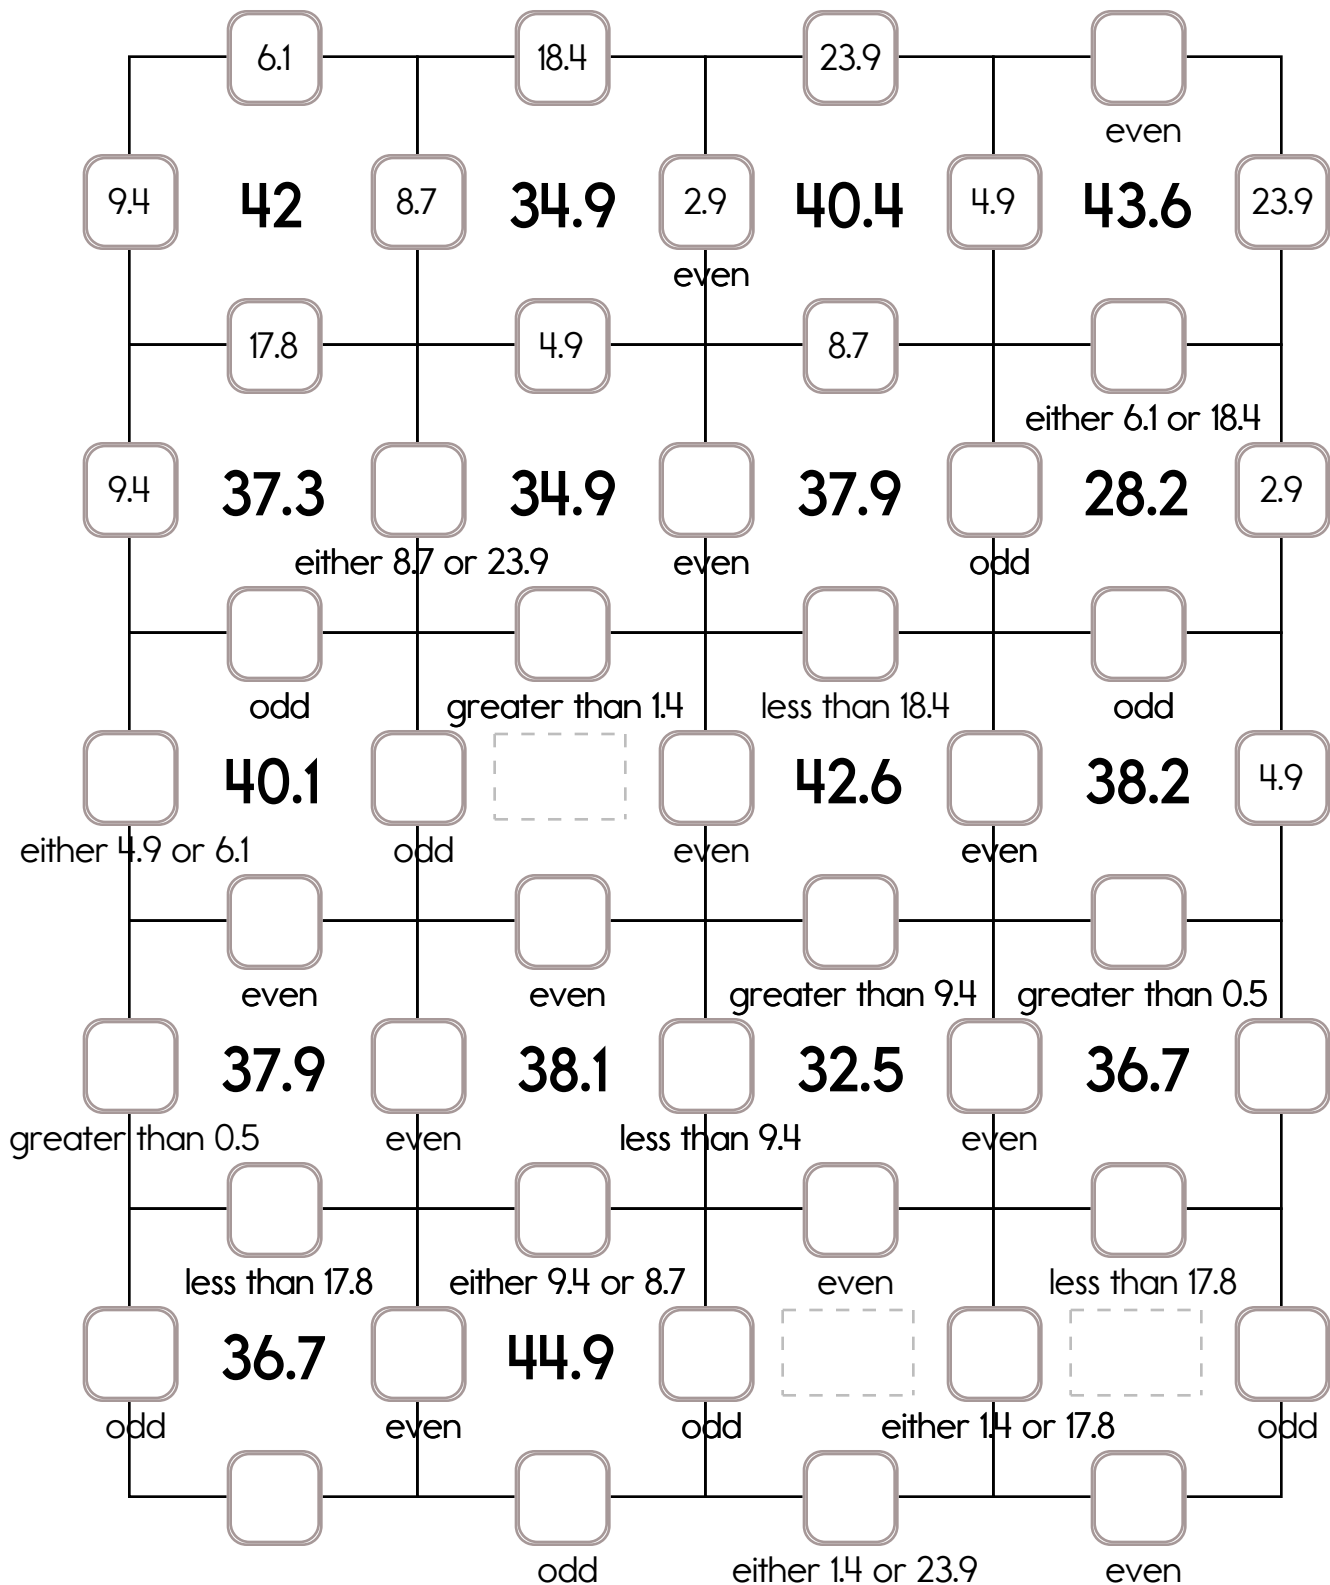 6.1 18.4 23.9
even
9.4 42 8.7 34.9 2.9 40.4 4.9 43.6 23.9
even
17.8 4.9 8.7
either 6.1 or 18.4
9.4 37.3 34.9 37.9 28.2 2.9
either 8.7 or 23.9 even odd
odd greater than 1.4 less than 18.4 odd
40.1 42.6 38.2 4.9
either 4.9 or 6.1 odd even even
even even greater than 9.4 greater than 0.5
37.9 38.1 32.5 36.7
greater than 0.5 even less than 9.4 even
less than 17.8 either 9.4 or 8.7 even less than 17.8
36.7 44.9
odd even odd either 1.4 or 17.8 odd
odd either 1.4 or 23.9 even